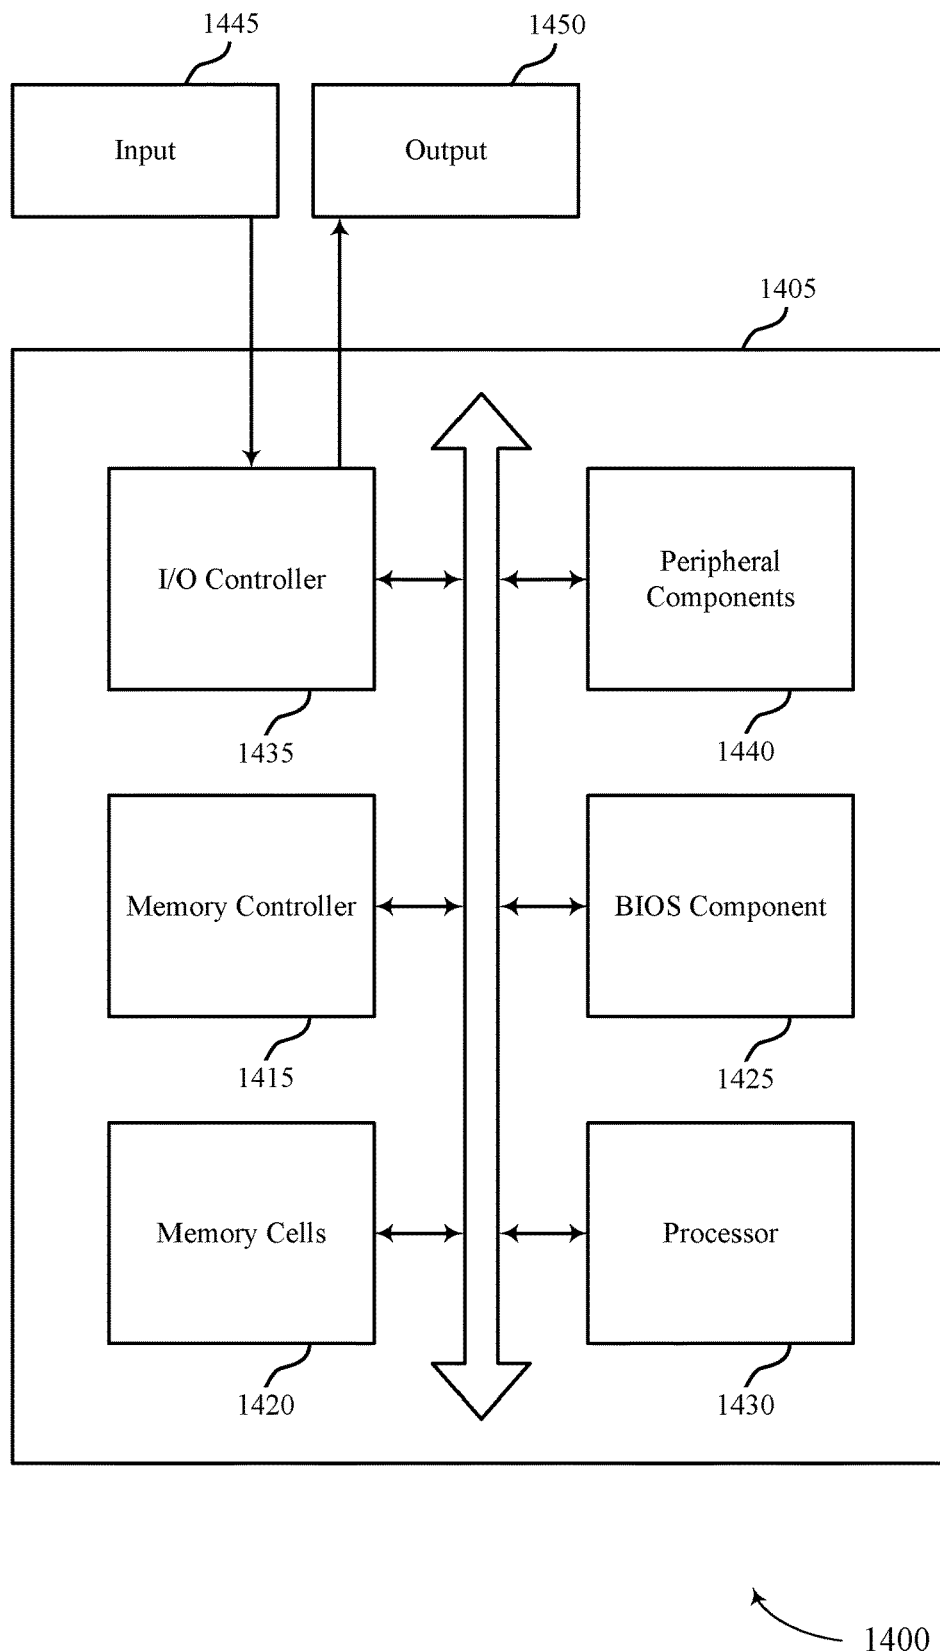 1445
1450
Input
Output
1405
I/O Controller
Peripheral
Components
1435
1440
Memory Controller
BIOS Component
1415
1425
Memory Cells
Processor
1420
1430
1400